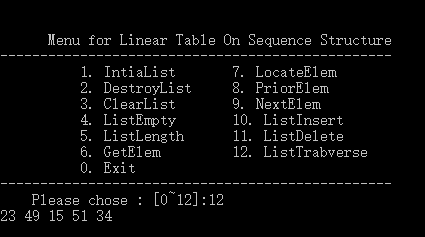 Menu for Linear Table On Sequence Structure
-------------------------------------------------
1. IntiaList 7. LocateElem
2. DestroyList 8. PriorElem
3. ClearList 9. NextElem
4. ListEmpty 10. ListInsert
5. ListLength 11. ListDelete
6. GetElem 12. ListTrabverse
0. Exit
-------------------------------------------------
Please chose : [0~12]:12
23 49 15 51 34